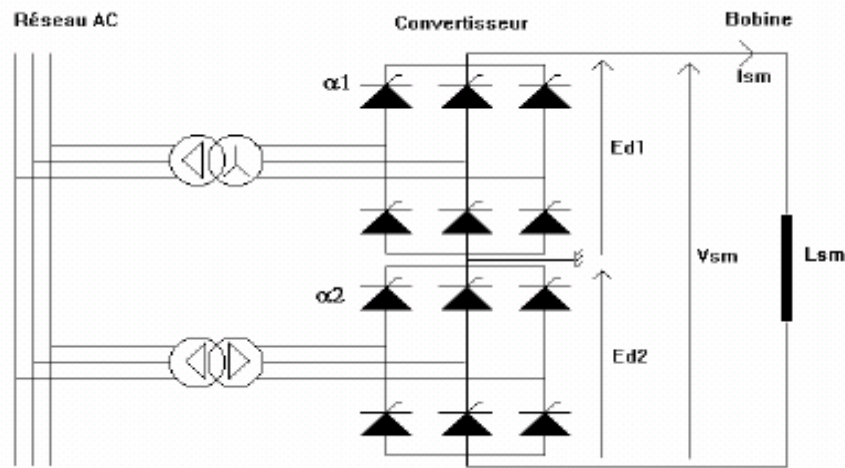 Réseau AC
Convertisseur
Bobine
Ism
α1
Ed1
Vsm
Lsm
α2
Ed2